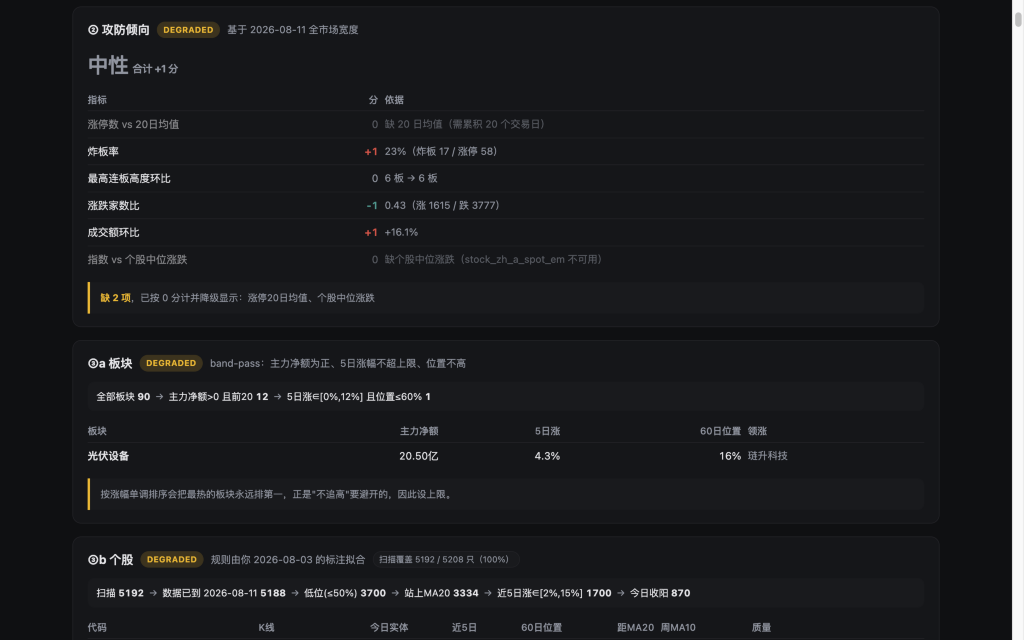 ② 攻防倾向 DEGRADED 基于 2026-08-11 全市场宽度
中性 合计 +1 分
指标 分 依据
涨停数 vs 20日均值 0 缺 20 日均值（需累积 20 个交易日）
炸板率 +1 23%（炸板 17 / 涨停 58）
最高连板高度环比 0 6 板 → 6 板
涨跌家数比 -1 0.43（涨 1615 / 跌 3777）
成交额环比 +1 +16.1%
指数 vs 个股中位涨跌 0 缺个股中位涨跌（stock_zh_a_spot_em 不可用）
缺 2 项，已按 0 分计并降级显示：涨停20日均值、个股中位涨跌
③a 板块 DEGRADED band-pass：主力净额为正、5日涨幅不超上限、位置不高
全部板块 90 → 主力净额>0 且前20 12 → 5日涨∈[0%,12%] 且位置≤60% 1
板块 主力净额 5日涨 60日位置 领涨
光伏设备 20.50亿 4.3% 16% 琏升科技
按涨幅单调排序会把最热的板块永远排第一，正是"不追高"要避开的，因此设上限。
③b 个股 DEGRADED 规则由你 2026-08-03 的标注拟合 扫描覆盖 5192 / 5208 只（100%）
扫描 5192 → 数据已到 2026-08-11 5188 → 低位(≤50%) 3700 → 站上MA20 3334 → 近5日涨∈[2%,15%] 1700 → 今日收阳 870
代码 K线 今日实体 近5日 60日位置 距MA20 周MA10 质量